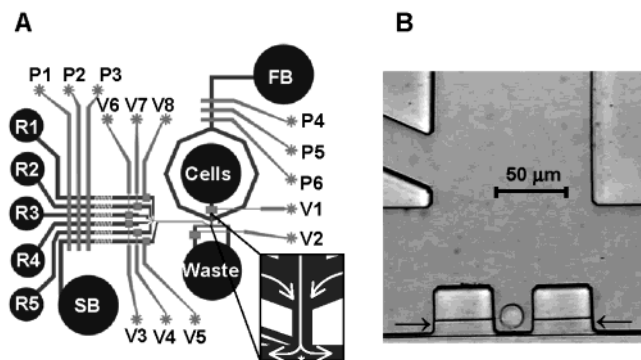 A
P1 P2 P3
V6 V7 V8
R1
R2
R3
R4
R5
SB
V3 V4 V5
FB
P4
P5
P6
Cells
V1
V2
Waste
*
B
50 µm